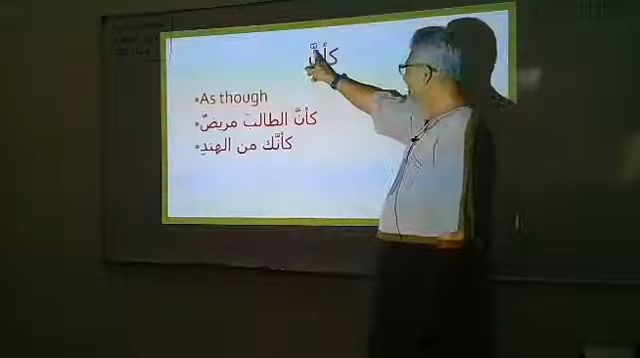 كأنَّ
•As though
•كأنَّ الطالبَ مريضٌ
•كأنَّك من الهندِ